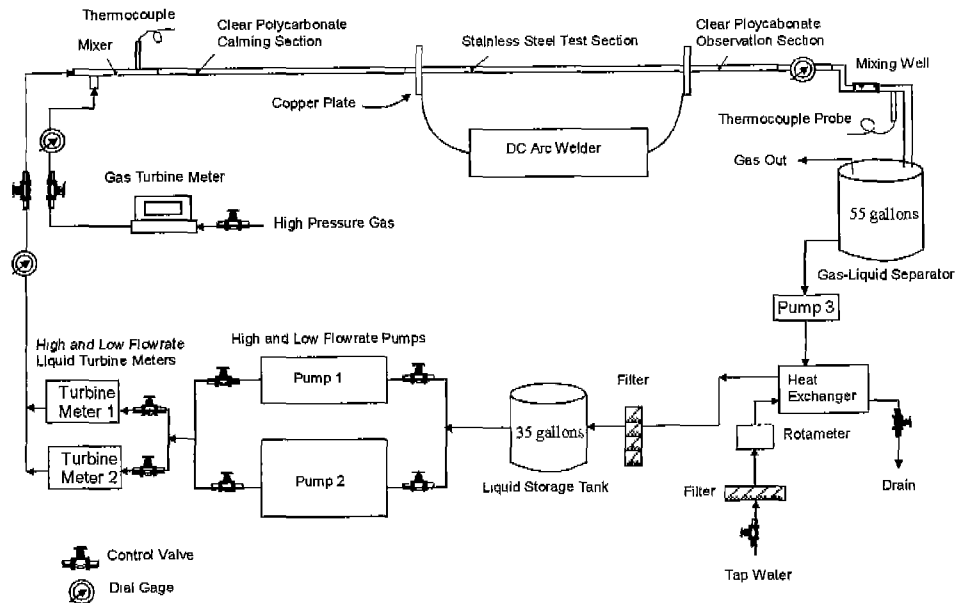 Thermocouple
Mixer
Clear Polycarbonate
Calming Section
Stainless Steel Test Section
Clear Ploycabonate
Observation Section
Mixing Well
Copper Plate
Thermocouple Probe
DC Arc Welder
Gas Out
Gas Turbine Meter
High Pressure Gas
55 gallons
Gas-Liquid Separator
Pump 3
High and Low Flowrate
Liquid Turbine Meters
High and Low Flowrate Pumps
Turbine
Meter 1
Pump 1
Filter
Heat
Exchanger
35 gallons
Rotameter
Turbine
Meter 2
Pump 2
Liquid Storage Tank
Filter
Drain
Control Valve
Tap Water
Dial Gage